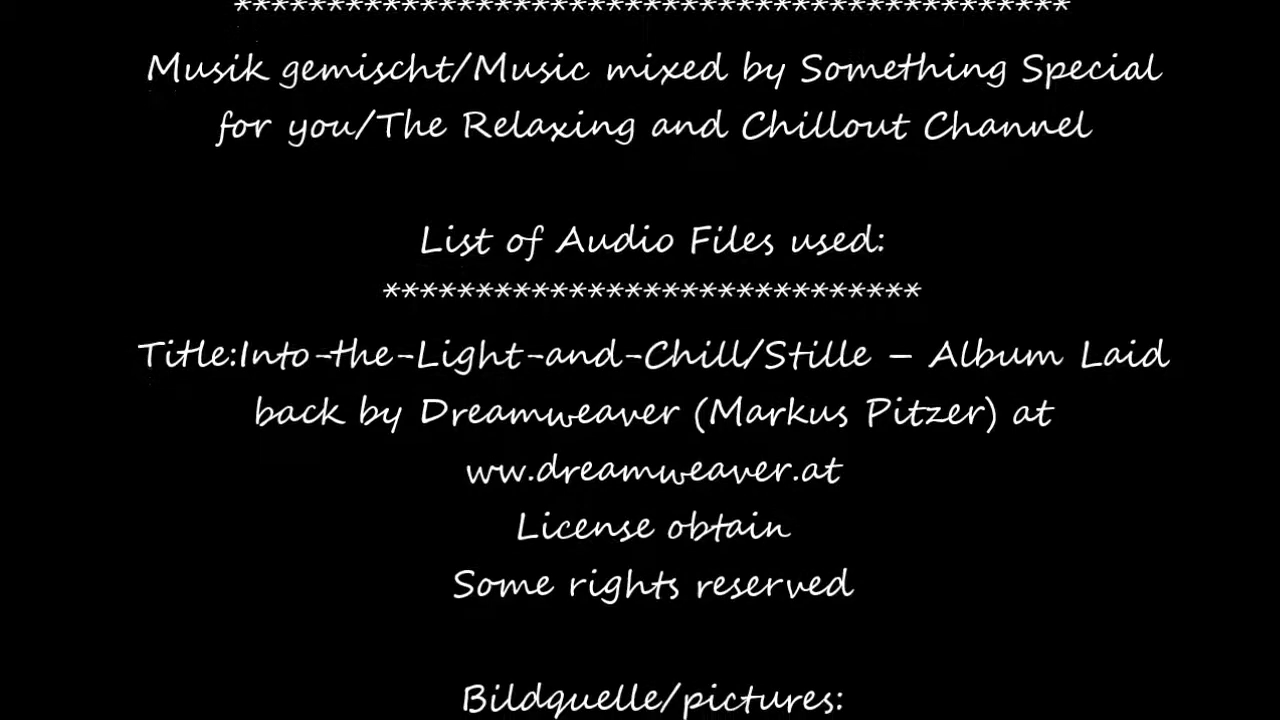 *********************************************
Musik gemischt/Music mixed by Something Special
for you/The Relaxing and Chillout Channel
List of Audio Files used:
*****************************
Title:Into-the-Light-and-Chill/Stille – Album Laid
back by Dreamweaver (Markus Pitzer) at
ww.dreamweaver.at
License obtain
Some rights reserved
Bildquelle/pictures: